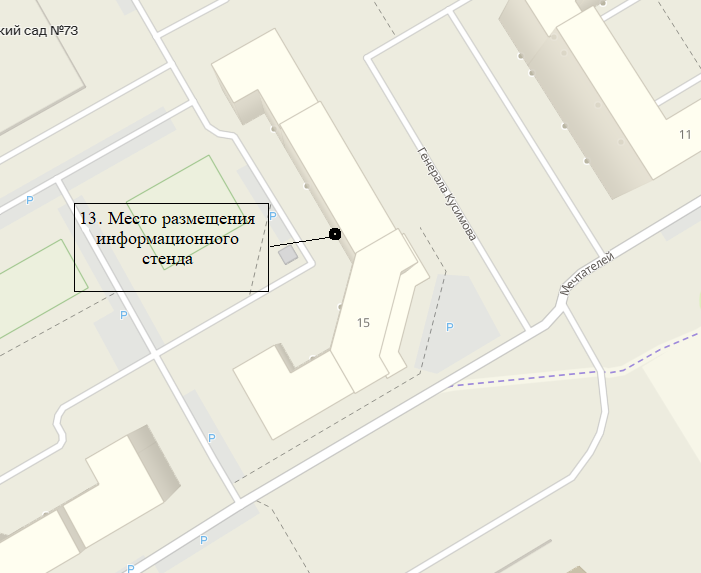 кий сад №73
11
Генерала Кусимова
P
P
13. Место размещения
информационного
стенда
Мечтателей
P
15
P
P
P
P